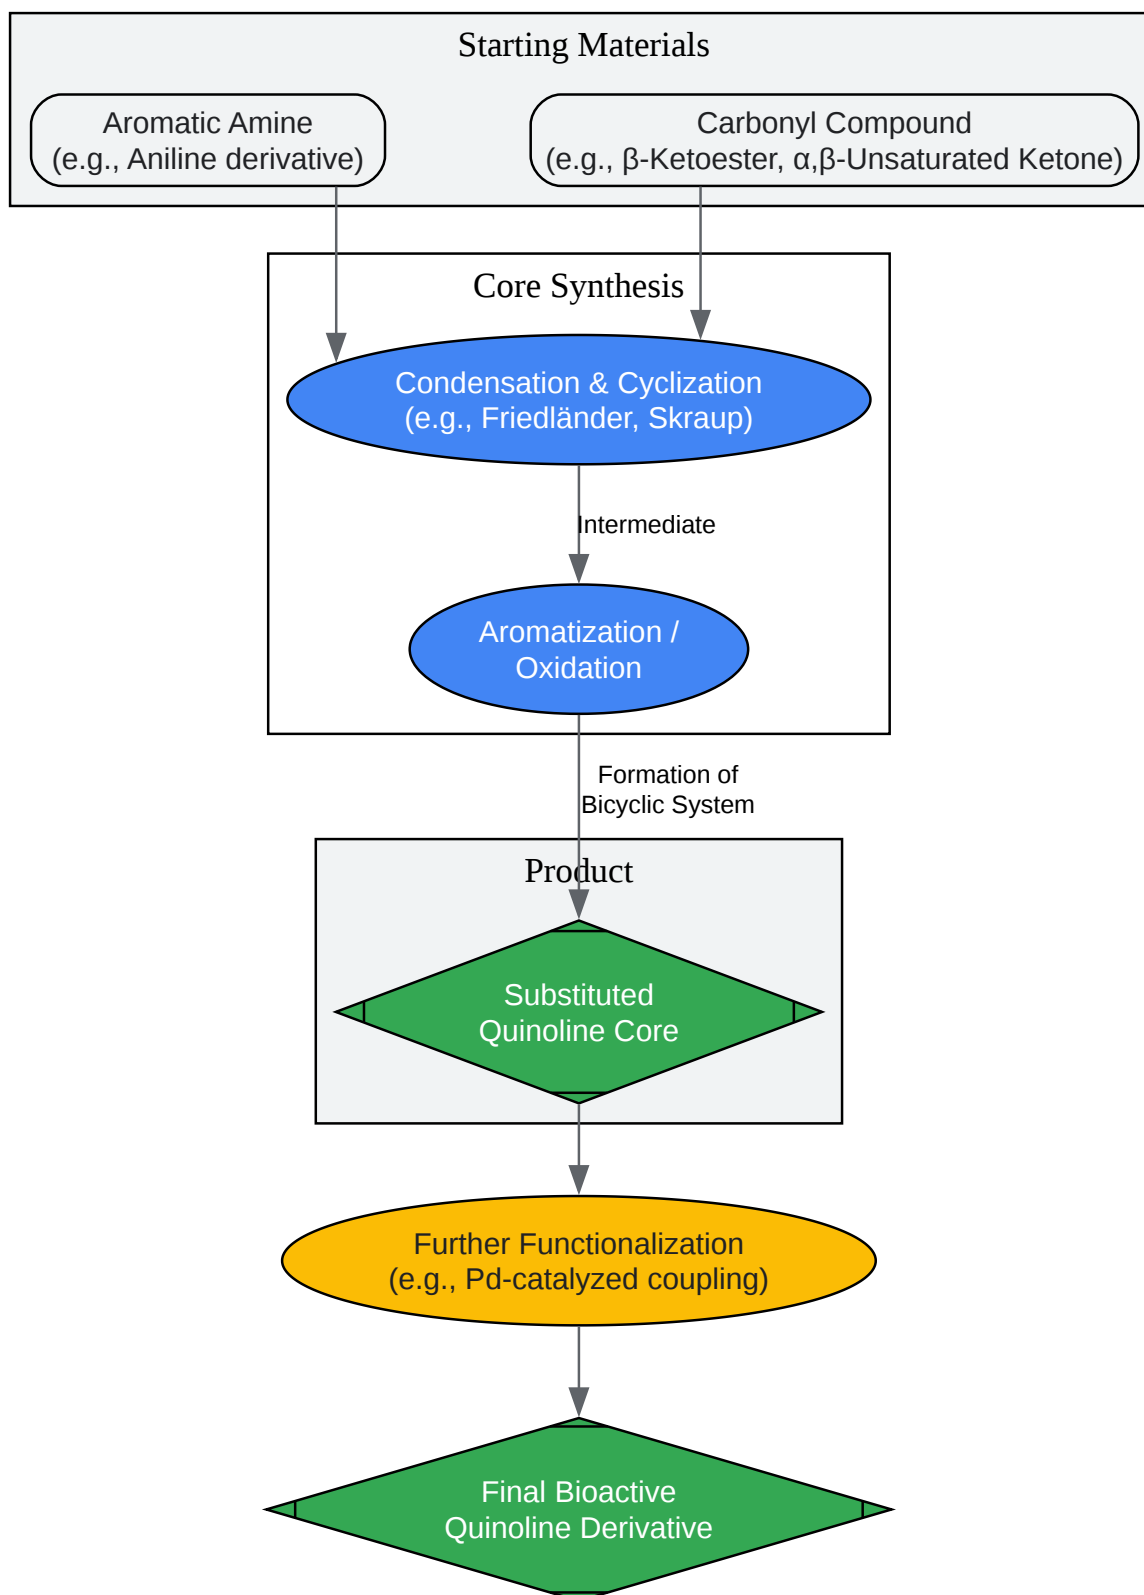 Starting Materials
Aromatic Amine
(e.g., Aniline derivative)
Carbonyl Compound
(e.g., β-Ketoester, α,β-Unsaturated Ketone)
Core Synthesis
Condensation & Cyclization
(e.g., Friedländer, Skraup)
Intermediate
Aromatization /
Oxidation
Formation of
Bicyclic System
Product
Substituted
Quinoline Core
Further Functionalization
(e.g., Pd-catalyzed coupling)
Final Bioactive
Quinoline Derivative